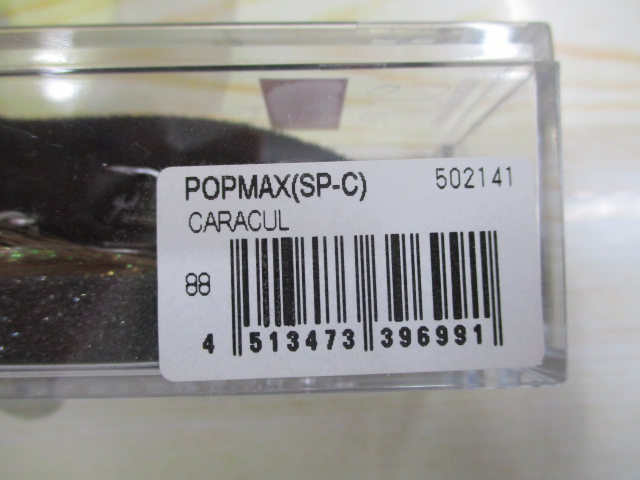 POPMAX(SP-C) 502141
CARACUL
88
4 513473 396991